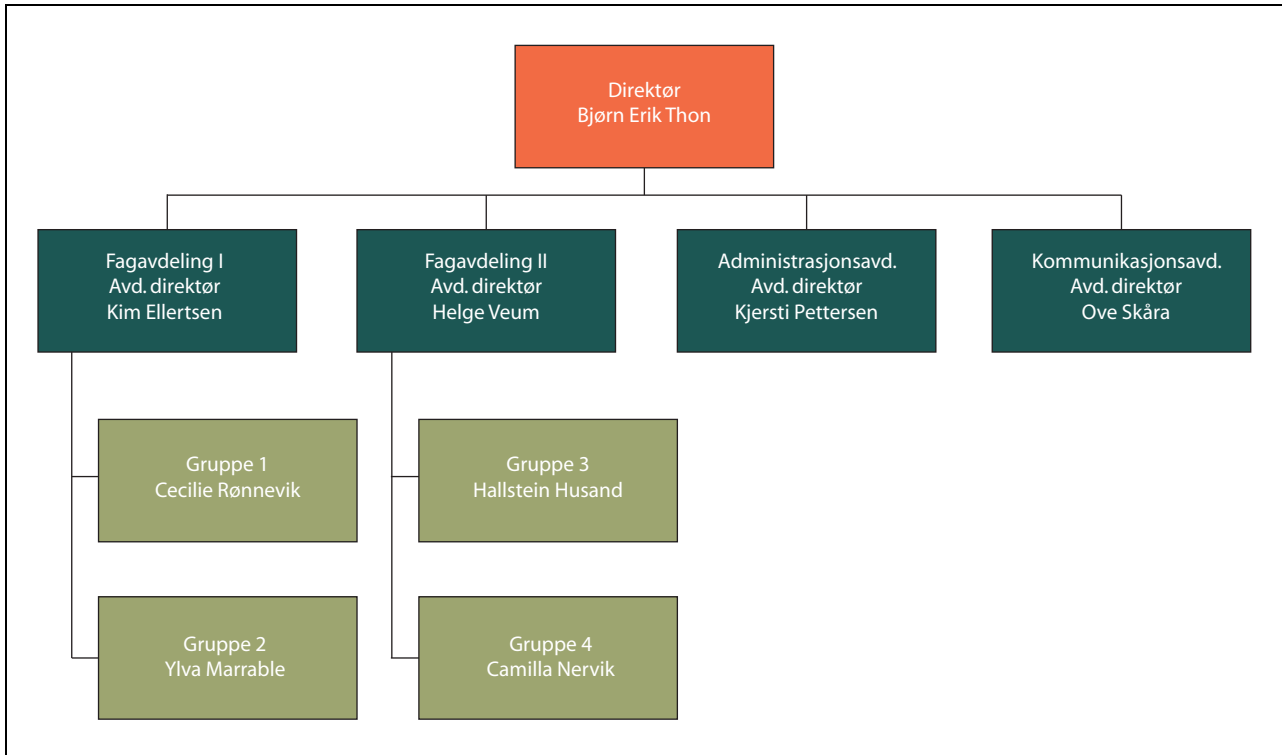 Direktør
Bjørn Erik Thon
Fagavdeling I
Avd. direktør
Kim Ellertsen
Fagavdeling II
Avd. direktør
Helge Veum
Administrasjonsavd.
Avd. direktør
Kjersti Pettersen
Kommunikasjonsavd.
Avd. direktør
Ove Skåra
Gruppe 1
Cecilie Rønnevik
Gruppe 3
Hallstein Husand
Gruppe 2
Ylva Marrable
Gruppe 4
Camilla Nervik